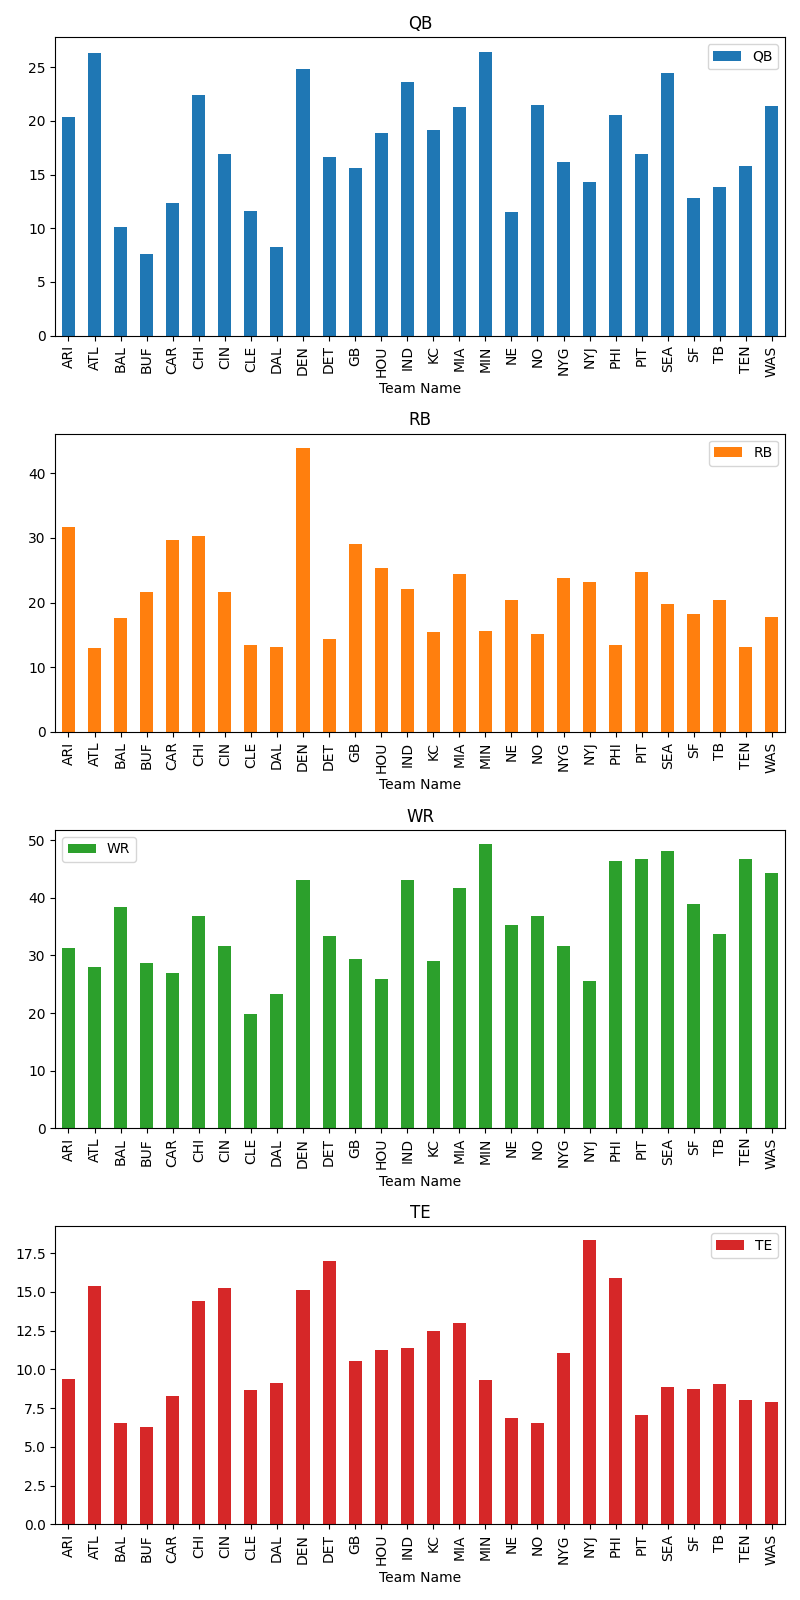 QB
QB
25
20
15
10
5
0
ARI ATL BAL BUF CAR CHI CIN CLE DAL DEN DET GB HOU IND KC MIA MIN NE NO NYG NYJ PHI PIT SEA SF TB TEN WAS
Team Name
RB
RB
40
30
20
10
0
ARI ATL BAL BUF CAR CHI CIN CLE DAL DEN DET GB HOU IND KC MIA MIN NE NO NYG NYJ PHI PIT SEA SF TB TEN WAS
Team Name
WR
WR
50
40
30
20
10
0
ARI ATL BAL BUF CAR CHI CIN CLE DAL DEN DET GB HOU IND KC MIA MIN NE NO NYG NYJ PHI PIT SEA SF TB TEN WAS
Team Name
TE
TE
17.5
15.0
12.5
10.0
7.5
5.0
2.5
0.0
ARI ATL BAL BUF CAR CHI CIN CLE DAL DEN DET GB HOU IND KC MIA MIN NE NO NYG NYJ PHI PIT SEA SF TB TEN WAS
Team Name